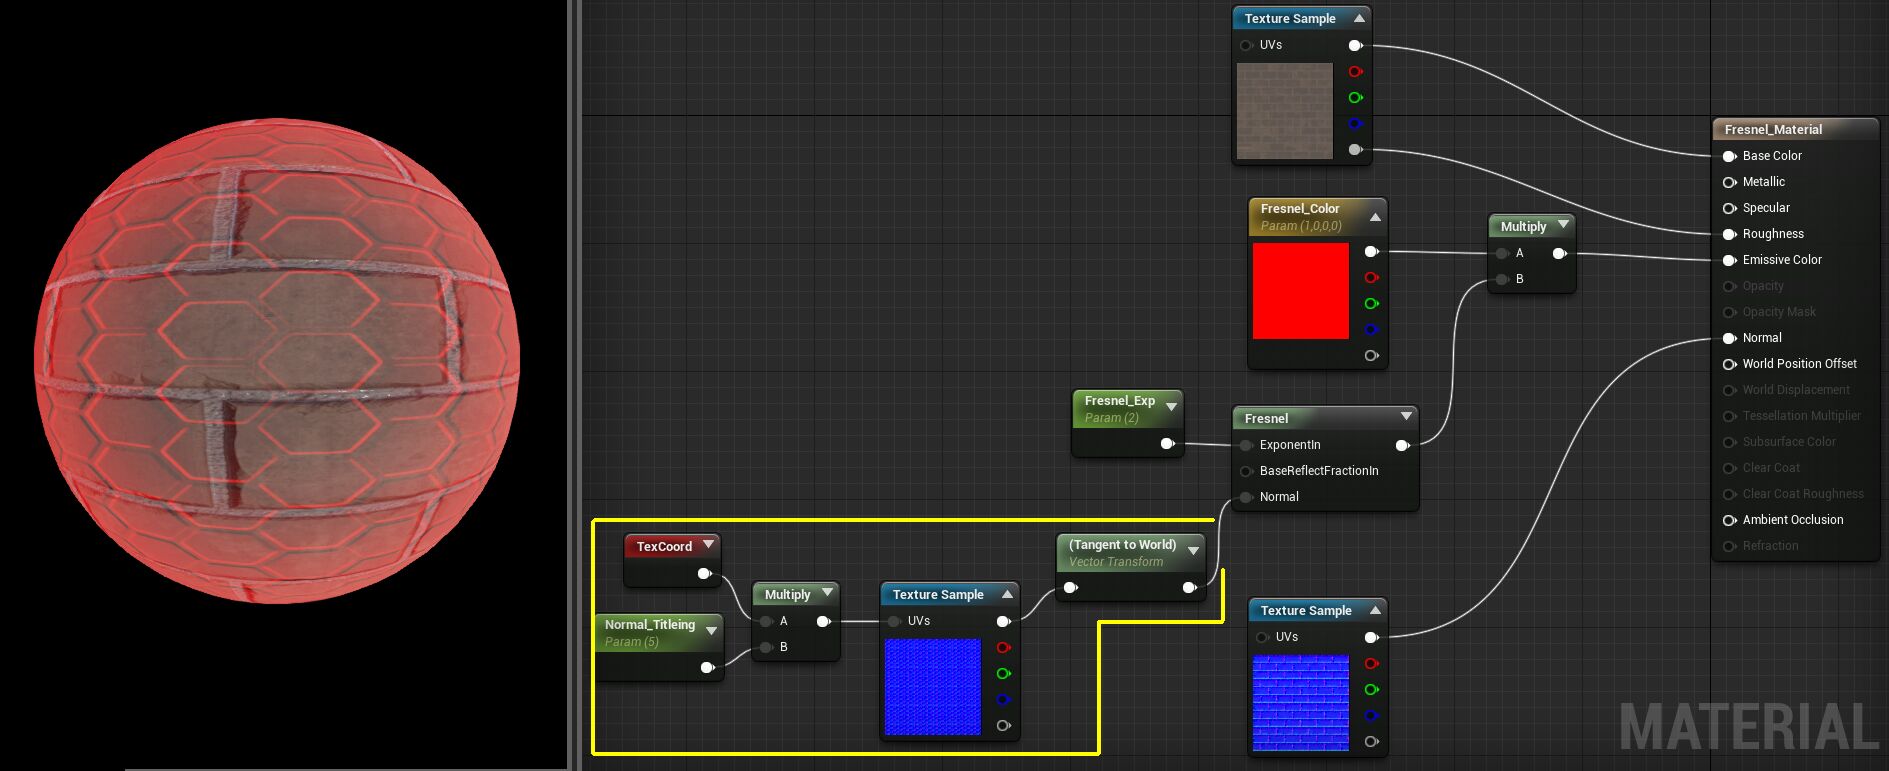 Texture Sample
UVs
Fresnel_Color
Param (1,0,0,0)
Multiply
A
B
Fresnel_Material
Base Color
Metallic
Specular
Roughness
Emissive Color
Opacity
Opacity Mask
Normal
World Position Offset
World Displacement
Tessellation Multiplier
Subsurface Color
Clear Coat
Clear Coat Roughness
Ambient Occlusion
Refraction
Fresnel_Exp
Param (2)
Fresnel
ExponentIn
BaseReflectFractionIn
Normal
TexCoord
Normal_Titleing
Param (5)
Multiply
A
B
Texture Sample
UVs
(Tangent to World)
Vector Transform
Texture Sample
UVs
MATERIAL